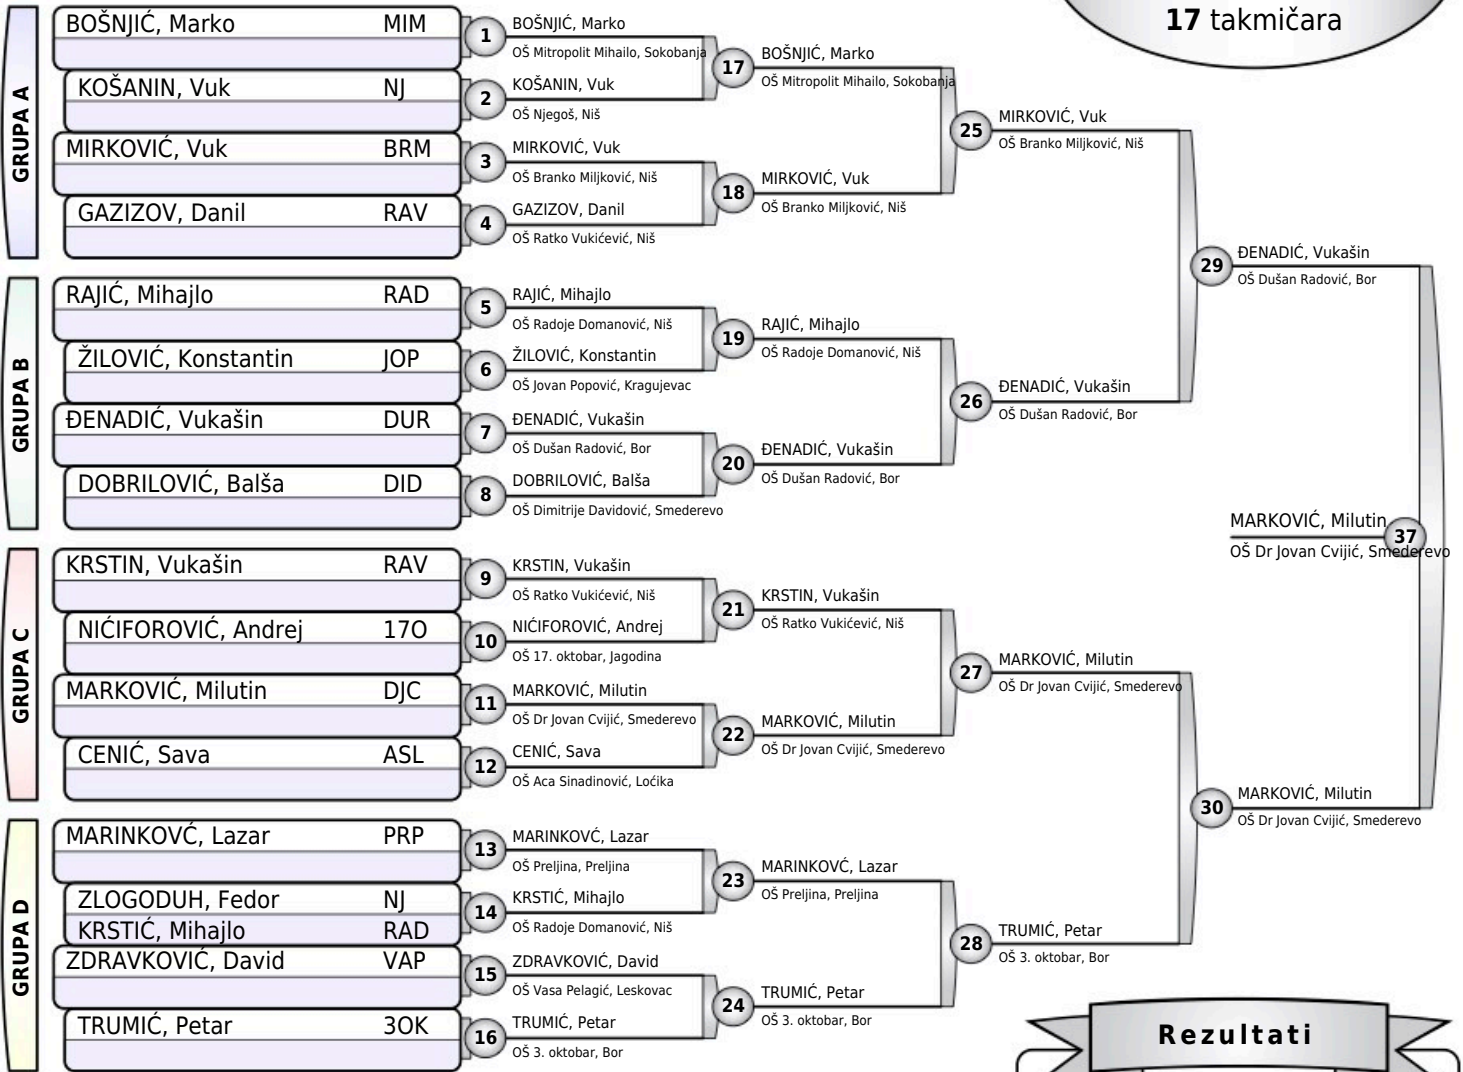 17 takmičara
GRUPA A
BOŠNJIĆ, Marko MIM
KOŠANIN, Vuk NJ
MIRKOVIĆ, Vuk BRM
GAZIZOV, Danil RAV
GRUPA B
RAJIĆ, Mihajlo RAD
ŽILOVIĆ, Konstantin JOP
ĐENADIĆ, Vukašin DUR
DOBRILOVIĆ, Balša DID
GRUPA C
KRSTIN, Vukašin RAV
NIĆIFOROVIĆ, Andrej 17O
MARKOVIĆ, Milutin DJC
CENIĆ, Sava ASL
GRUPA D
MARINKOVĆ, Lazar PRP
ZLOGODUH, Fedor NJ
KRSTIĆ, Mihajlo RAD
ZDRAVKOVIĆ, David VAP
TRUMIĆ, Petar 3OK
1 BOŠNJIĆ, Marko
OŠ Mitropolit Mihailo, Sokobanja
2 KOŠANIN, Vuk
OŠ Njegoš, Niš
3 MIRKOVIĆ, Vuk
OŠ Branko Miljković, Niš
4 GAZIZOV, Danil
OŠ Ratko Vukićević, Niš
5 RAJIĆ, Mihajlo
OŠ Radoje Domanović, Niš
6 ŽILOVIĆ, Konstantin
OŠ Jovan Popović, Kragujevac
7 ĐENADIĆ, Vukašin
OŠ Dušan Radović, Bor
8 DOBRILOVIĆ, Balša
OŠ Dimitrije Davidović, Smederevo
9 KRSTIN, Vukašin
OŠ Ratko Vukićević, Niš
10 NIĆIFOROVIĆ, Andrej
OŠ 17. oktobar, Jagodina
11 MARKOVIĆ, Milutin
OŠ Dr Jovan Cvijić, Smederevo
12 CENIĆ, Sava
OŠ Aca Sinadinović, Loćika
13 MARINKOVĆ, Lazar
OŠ Preljina, Preljina
14 KRSTIĆ, Mihajlo
OŠ Radoje Domanović, Niš
15 ZDRAVKOVIĆ, David
OŠ Vasa Pelagić, Leskovac
16 TRUMIĆ, Petar
OŠ 3. oktobar, Bor
17 BOŠNJIĆ, Marko
OŠ Mitropolit Mihailo, Sokobanja
18 MIRKOVIĆ, Vuk
OŠ Branko Miljković, Niš
19 RAJIĆ, Mihajlo
OŠ Radoje Domanović, Niš
20 ĐENADIĆ, Vukašin
OŠ Dušan Radović, Bor
21 KRSTIN, Vukašin
OŠ Ratko Vukićević, Niš
22 MARKOVIĆ, Milutin
OŠ Dr Jovan Cvijić, Smederevo
23 MARINKOVĆ, Lazar
OŠ Preljina, Preljina
24 TRUMIĆ, Petar
OŠ 3. oktobar, Bor
25 MIRKOVIĆ, Vuk
OŠ Branko Miljković, Niš
26 ĐENADIĆ, Vukašin
OŠ Dušan Radović, Bor
27 MARKOVIĆ, Milutin
OŠ Dr Jovan Cvijić, Smederevo
28 TRUMIĆ, Petar
OŠ 3. oktobar, Bor
29 ĐENADIĆ, Vukašin
OŠ Dušan Radović, Bor
30 MARKOVIĆ, Milutin
OŠ Dr Jovan Cvijić, Smederevo
MARKOVIĆ, Milutin 37
OŠ Dr Jovan Cvijić, Smederevo
Rezultati